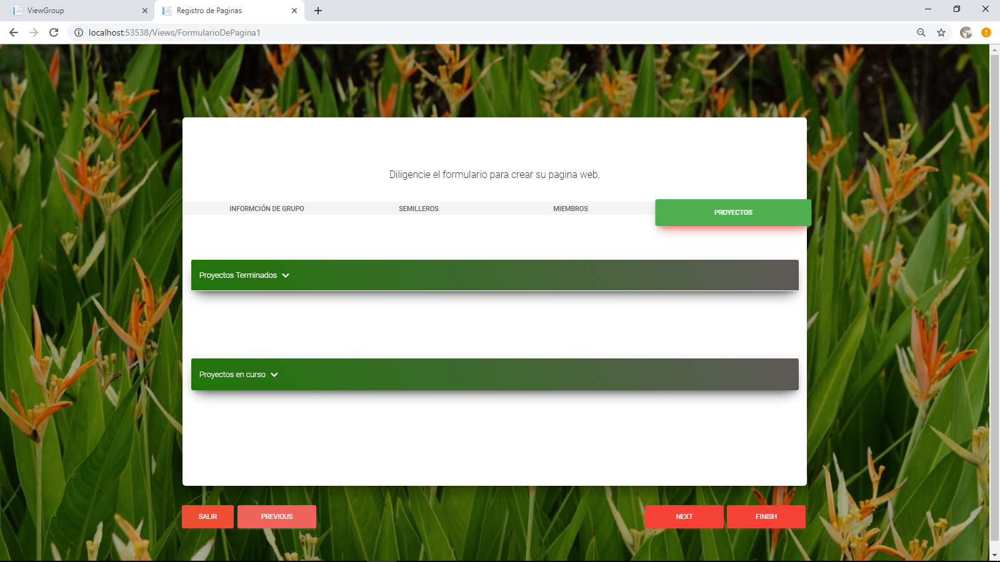 ViewGroup
Registro de Paginas
localhost:53538/Views/FormularioDePagina1
Diligencie el formulario para crear su pagina web.
INFORMCIÓN DE GRUPO
SEMILLEROS
MIEMBROS
PROYECTOS
Proyectos Terminados
Proyectos en curso
SALIR
PREVIOUS
NEXT
FINISH